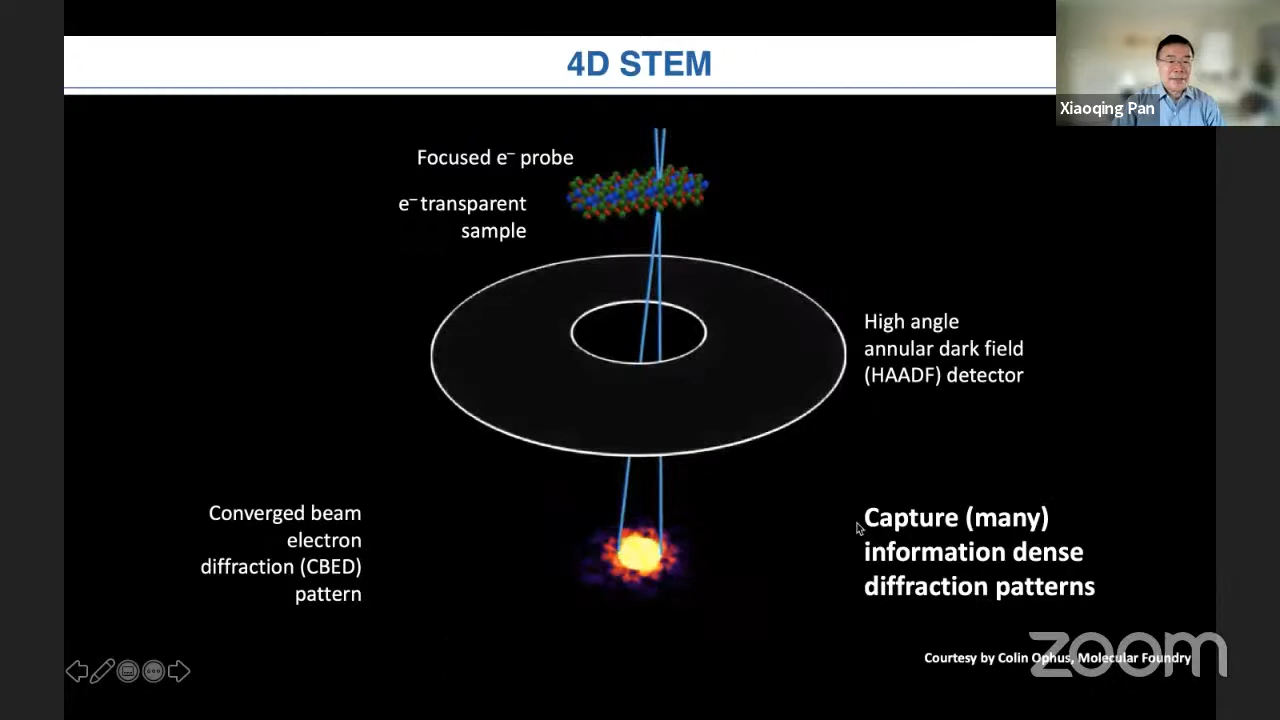 4D STEM
Xiaoqing Pan
Focused e⁻ probe
e⁻ transparent
sample
High angle
annular dark field
(HAADF) detector
Converged beam
electron
diffraction (CBED)
pattern
Capture (many)
information dense
diffraction patterns
Courtesy by Colin Ophus, Molecular Foundry
zoom